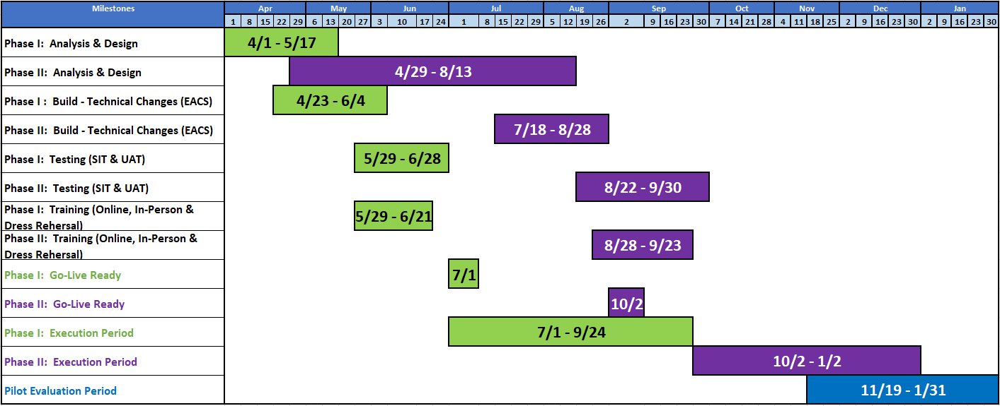 Milestones Apr May Jun Jul Aug Sep Oct Nov Dec Jan
1 8 15 22 29 6 13 20 27 3 10 17 24 1 8 15 22 29 5 12 19 26 2 9 16 23 30 7 14 21 28 4 11 18 25 2 9 16 23 30 2 9 16 23 30
Phase I: Analysis & Design 4/1 - 5/17
Phase II: Analysis & Design 4/29 - 8/13
Phase I : Build - Technical Changes (EACS) 4/23 - 6/4
Phase II: Build - Technical Changes (EACS) 7/18 - 8/28
Phase I: Testing (SIT & UAT) 5/29 - 6/28
Phase II: Testing (SIT & UAT) 8/22 - 9/30
Phase I: Training (Online, In-Person &
Dress Rehersal) 5/29 - 6/21
Phase II: Training (Online, In-Person &
Dress Rehersal) 8/28 - 9/23
Phase I: Go-Live Ready 7/1
Phase II: Go-Live Ready 10/2
Phase I: Execution Period 7/1 - 9/24
Phase II: Execution Period 10/2 - 1/2
Pilot Evaluation Period 11/19 - 1/31